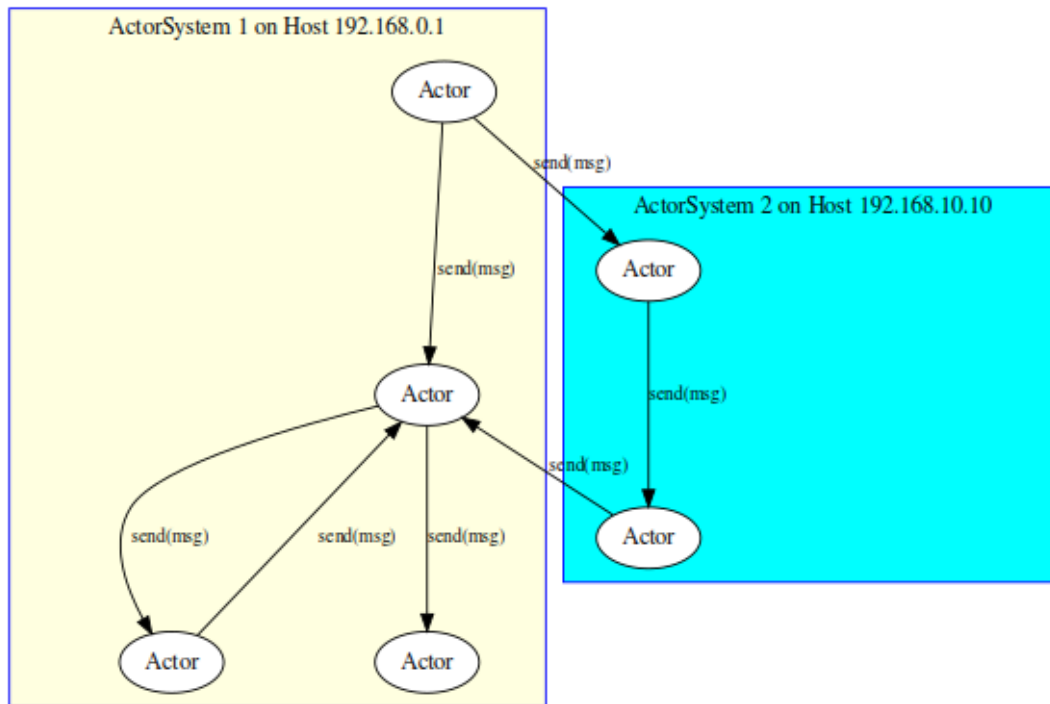 ActorSystem 1 on Host 192.168.0.1
Actor
send(msg)
ActorSystem 2 on Host 192.168.10.10
Actor
send(msg)
Actor
send(msg)
send(msg)
send(msg)
send(msg)
send(msg)
Actor
Actor
Actor